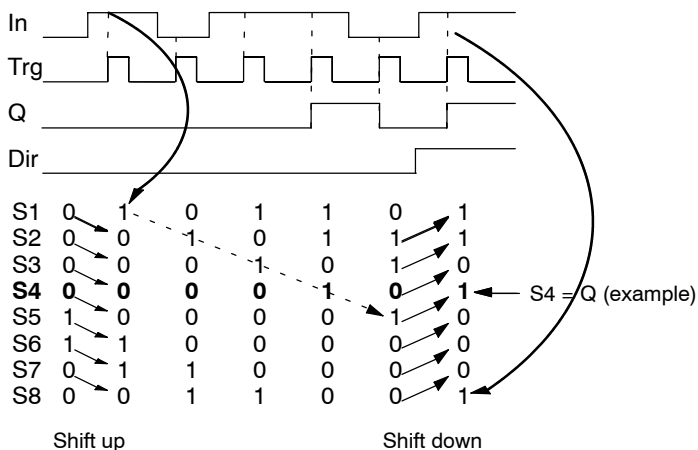 In
Trg
Q
Dir
S1 0 1 0 1 1 0 1
S2 0 0 1 0 1 1 1
S3 0 0 0 1 0 1 0
S4 0 0 0 0 1 0 1 S4 = Q (example)
S5 1 0 0 0 0 1 0
S6 1 1 0 0 0 0 0
S7 0 1 1 0 0 0 0
S8 0 0 1 1 0 0 1
Shift up Shift down